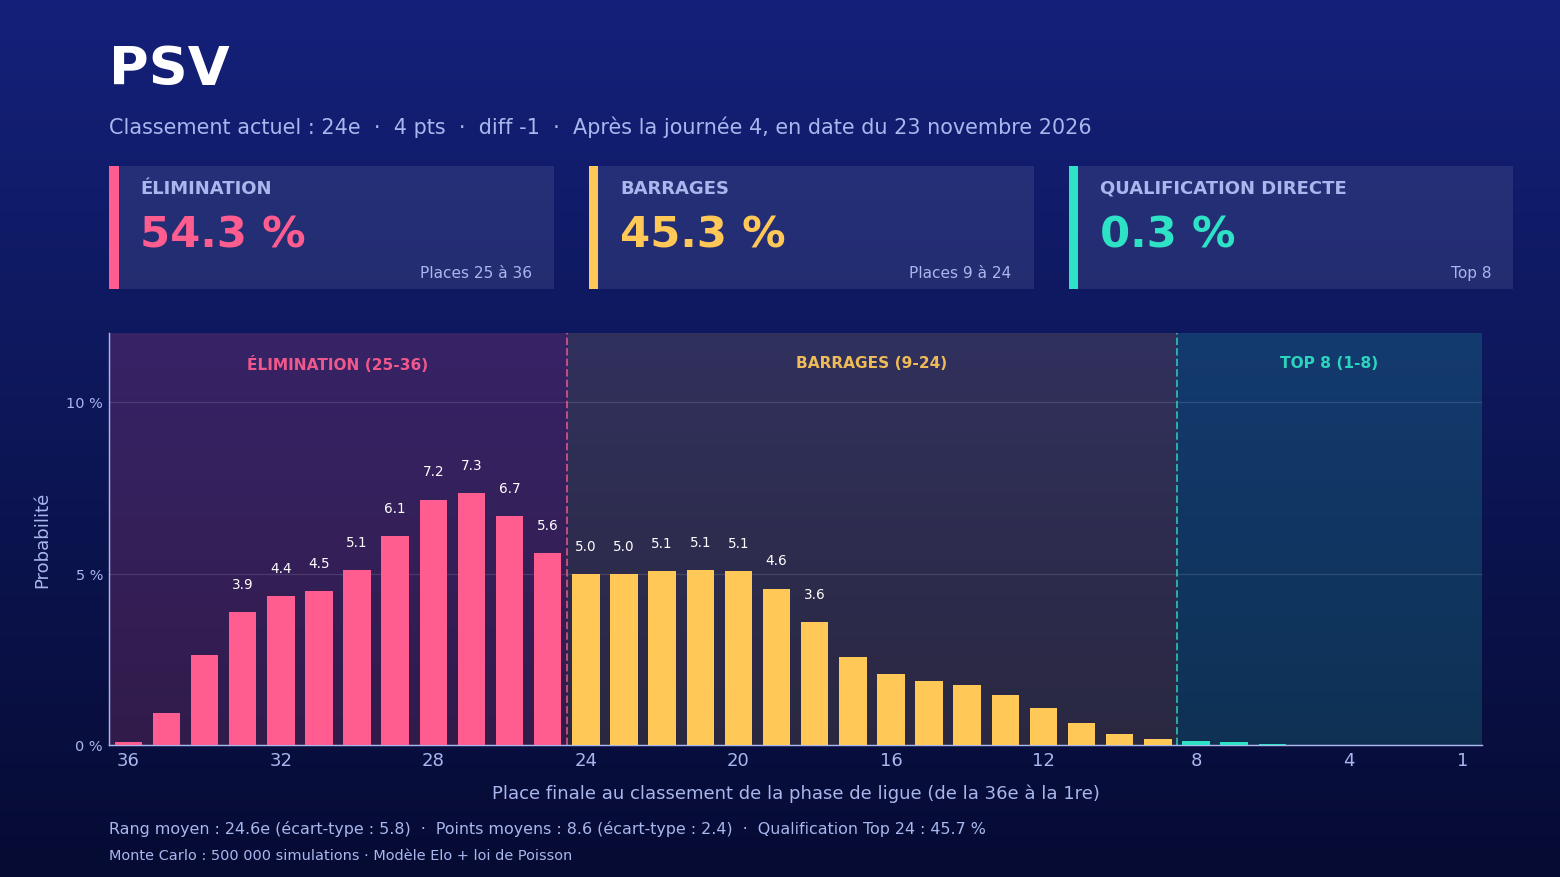 PSV
Classement actuel : 24e · 4 pts · diff -1 · Après la journée 4, en date du 23 novembre 2026
ÉLIMINATION
54.3 %
Places 25 à 36
BARRAGES
45.3 %
Places 9 à 24
QUALIFICATION DIRECTE
0.3 %
Top 8
ÉLIMINATION (25-36)
BARRAGES (9-24)
TOP 8 (1-8)
Probabilité
10 %
5 %
0 %
3.9 4.4 4.5 5.1 6.1 7.2 7.3 6.7 5.6 5.0 5.0 5.1 5.1 5.1 4.6 3.6
36 32 28 24 20 16 12 8 4 1
Place finale au classement de la phase de ligue (de la 36e à la 1re)
Rang moyen : 24.6e (écart-type : 5.8) · Points moyens : 8.6 (écart-type : 2.4) · Qualification Top 24 : 45.7 %
Monte Carlo : 500 000 simulations · Modèle Elo + loi de Poisson